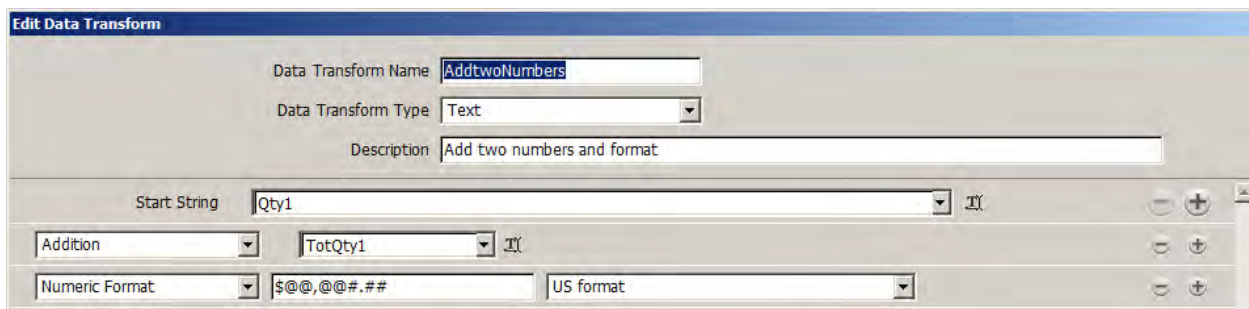 Edit Data Transform
Data Transform Name AddtwoNumbers
Data Transform Type Text
Description Add two numbers and format
Start String Qty1
Addition TotQty1
Numeric Format $@@,@@#.## US format